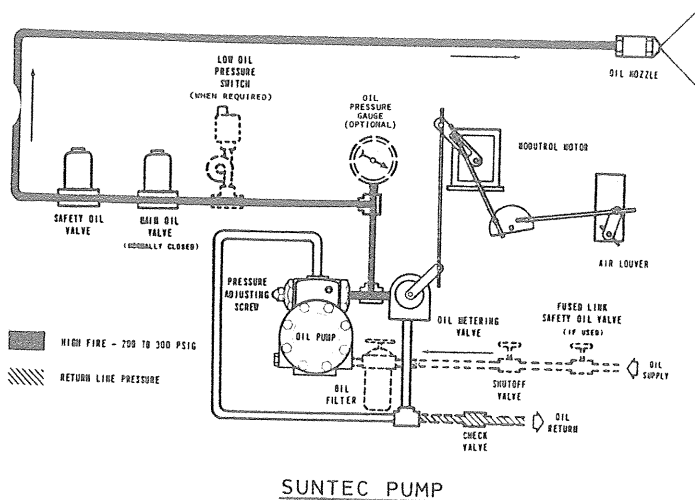 OIL NOZZLE
LOW OIL
PRESSURE
SWITCH
(WHEN REQUIRED)
OIL
PRESSURE
GAUGE
(OPTIONAL)
MODUTROL MOTOR
SAFETY OIL
VALVE
MAIN OIL
VALVE
(NORMALLY CLOSED)
AIR LOUVER
PRESSURE
ADJUSTING
SCREW
OIL PUMP
OIL METERING
VALVE
FUSED LINK
SAFETY OIL VALVE
(IF USED)
HIGH FIRE - 200 TO 300 PSIG
RETURN LINE PRESSURE
OIL
FILTER
SHUTOFF
VALVE
OIL
SUPPLY
CHECK
VALVE
OIL
RETURN
SUNTEC PUMP